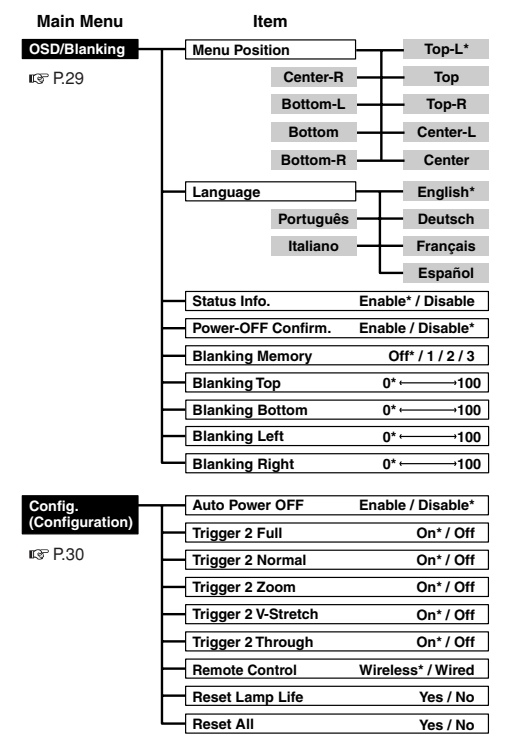 Main Menu Item
OSD/Blanking Menu Position Top-L*
☞ P.29 Center-R Top
Bottom-L Top-R
Bottom Center-L
Bottom-R Center
Language English*
Português Deutsch
Italiano Français
Español
Status Info. Enable* / Disable
Power-OFF Confirm. Enable / Disable*
Blanking Memory Off* / 1 / 2 / 3
Blanking Top 0* ←→100
Blanking Bottom 0* ←→100
Blanking Left 0* ←→100
Blanking Right 0* ←→100
Config. Auto Power OFF Enable / Disable*
(Configuration) Trigger 2 Full On* / Off
☞ P.30 Trigger 2 Normal On* / Off
Trigger 2 Zoom On* / Off
Trigger 2 V-Stretch On* / Off
Trigger 2 Through On* / Off
Remote Control Wireless* / Wired
Reset Lamp Life Yes / No
Reset All Yes / No